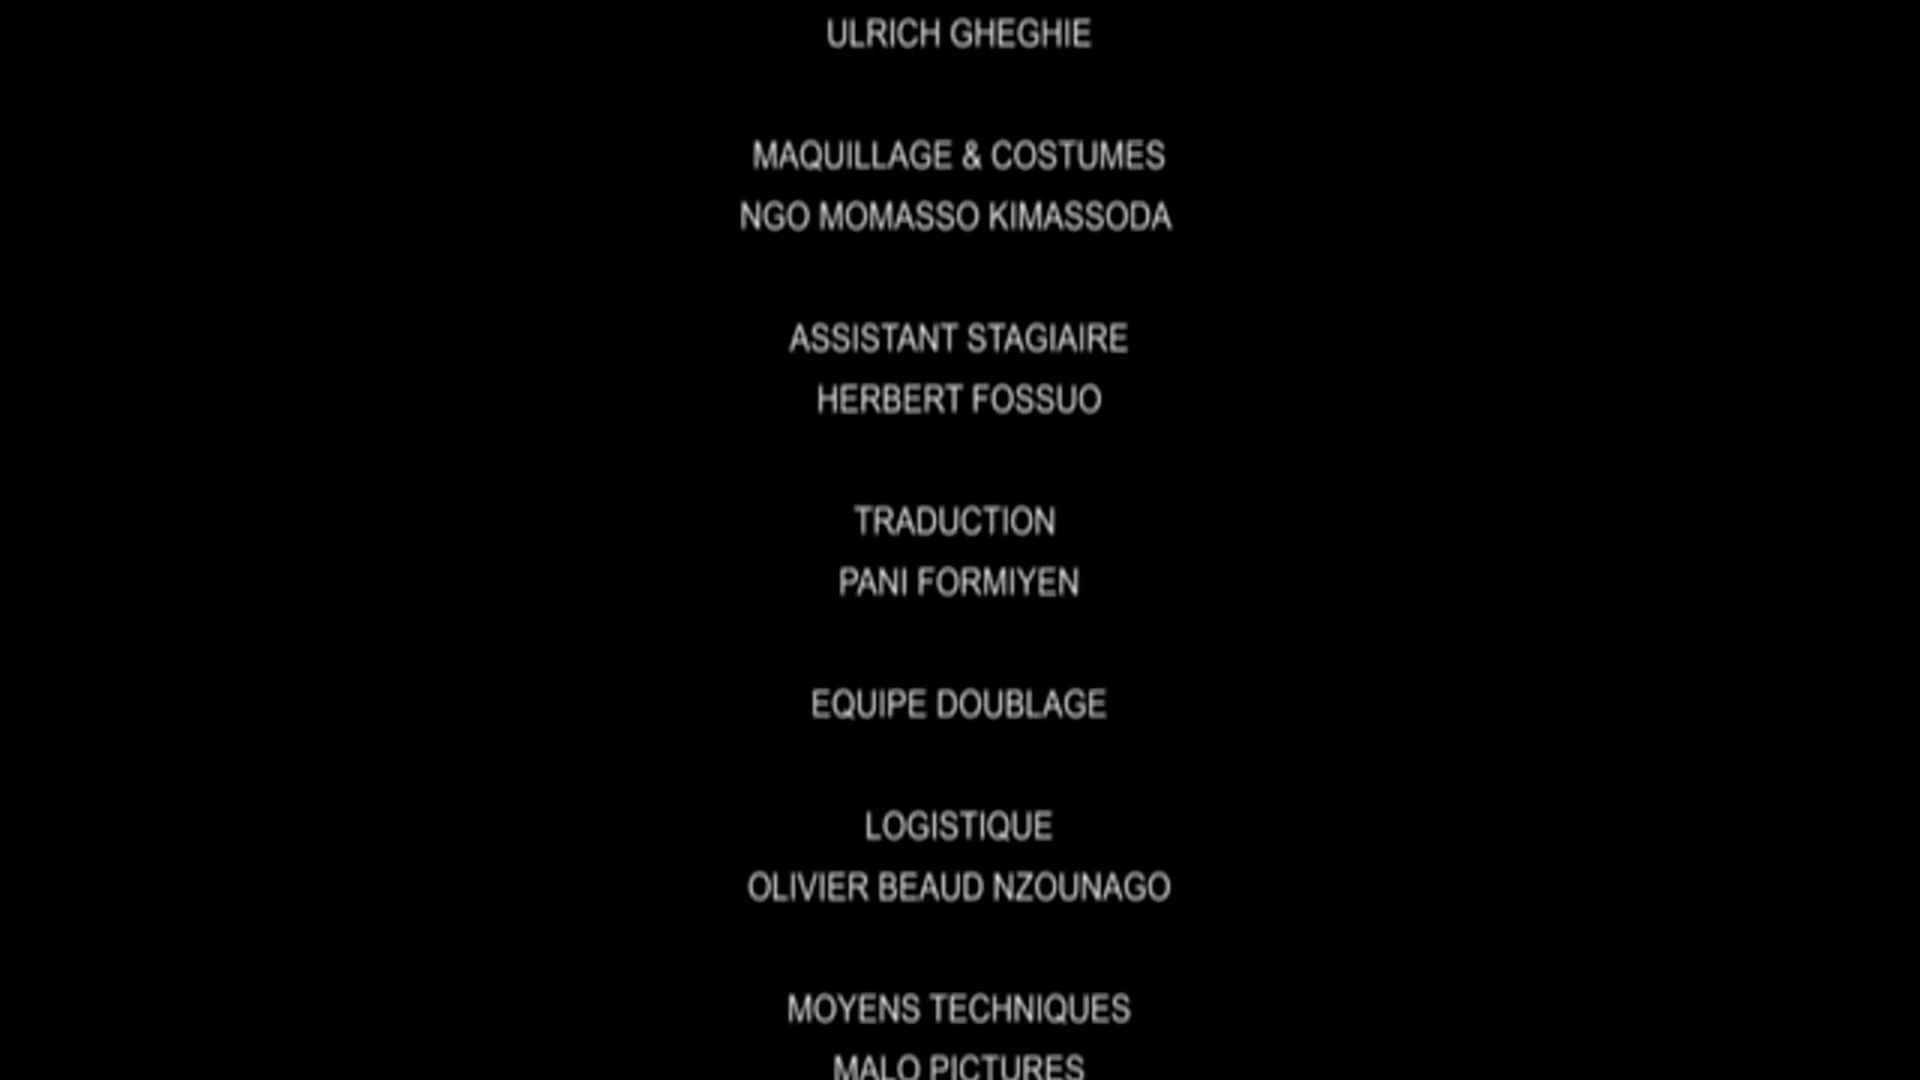 ULRICH GHEGHIE
MAQUILLAGE & COSTUMES
NGO MOMASSO KIMASSODA
ASSISTANT STAGIAIRE
HERBERT FOSSUO
TRADUCTION
PANI FORMIYEN
EQUIPE DOUBLAGE
LOGISTIQUE
OLIVIER BEAUD NZOUNAGO
MOYENS TECHNIQUES
MALO PICTURES